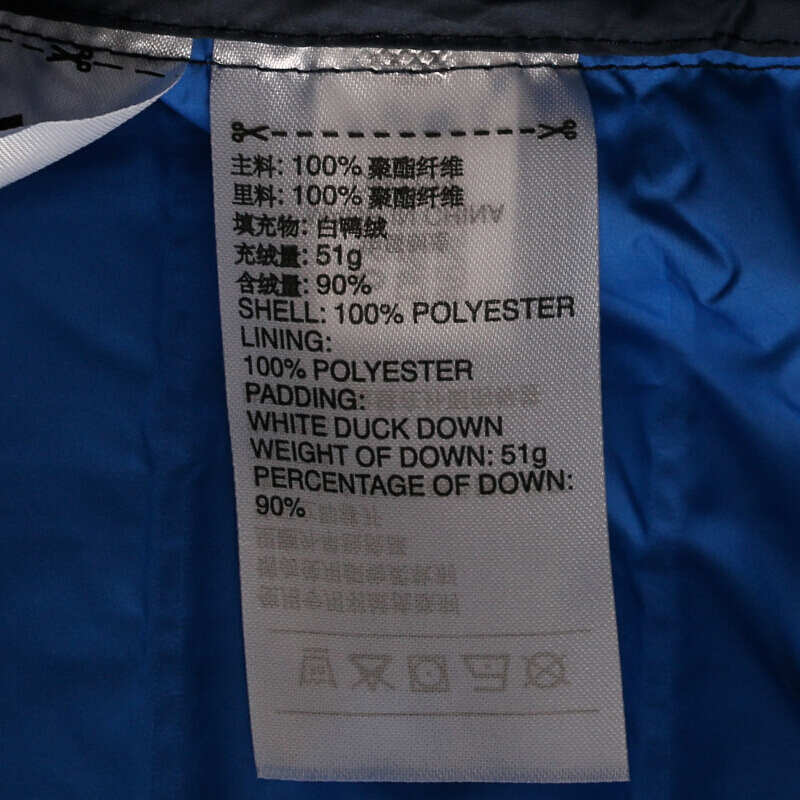 主料: 100% 聚酯纤维
里料: 100% 聚酯纤维
填充物: 白鸭绒
充绒量: 51g
含绒量: 90%
SHELL: 100% POLYESTER
LINING:
100% POLYESTER
PADDING:
WHITE DUCK DOWN
WEIGHT OF DOWN: 51g
PERCENTAGE OF DOWN:
90%